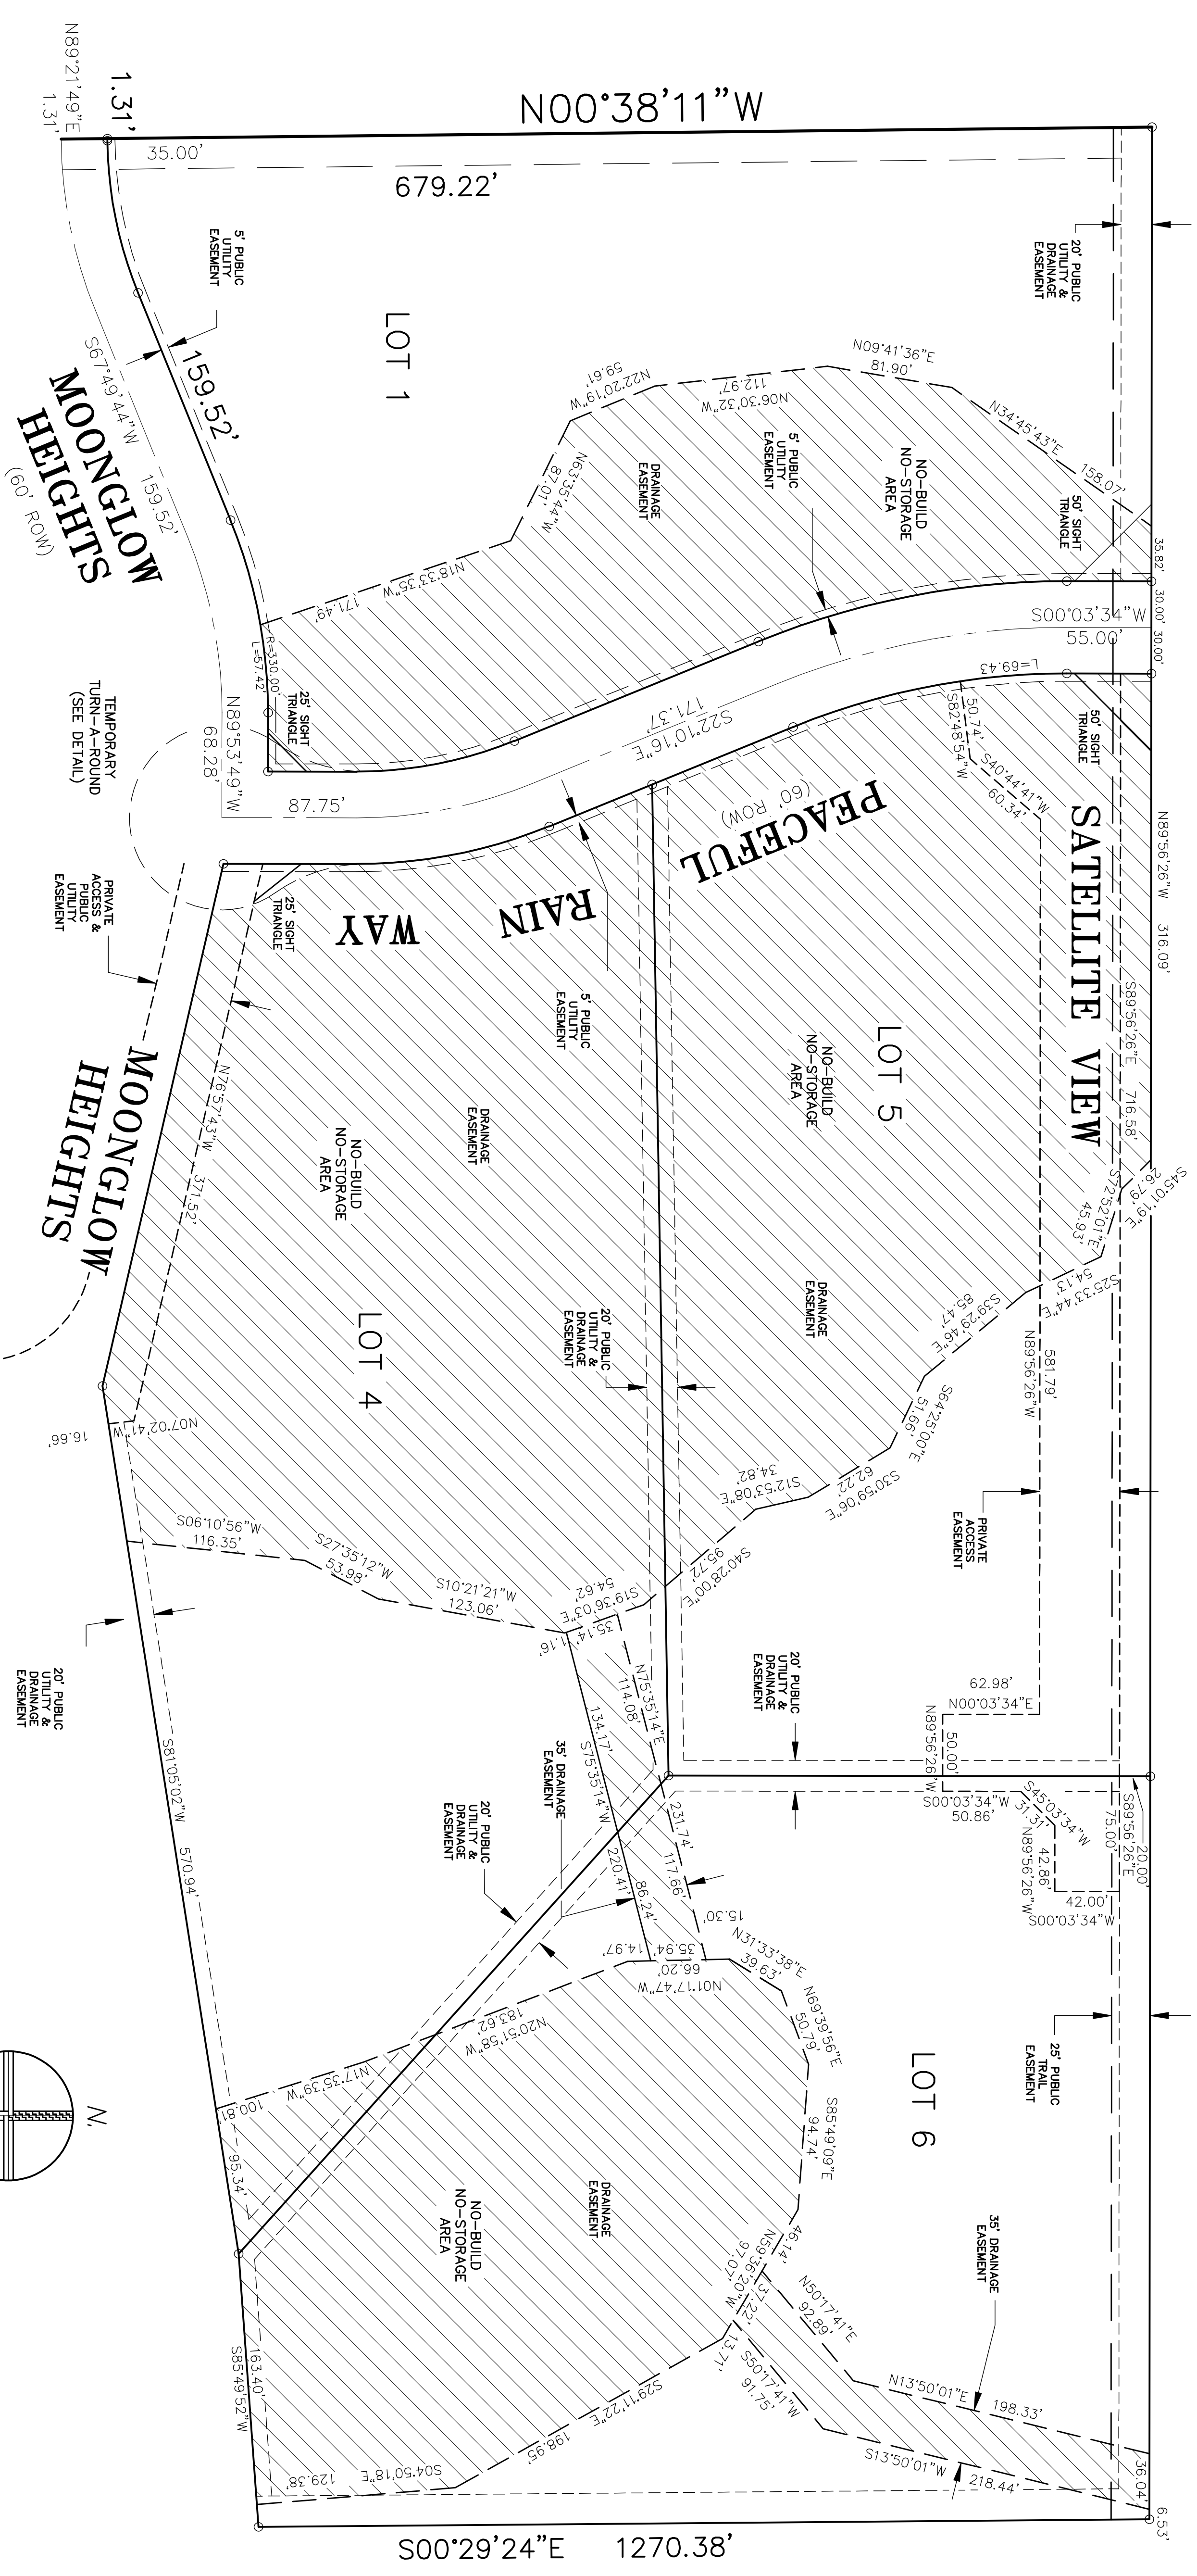 N00°38'11"W
679.22'
N89°21'49"E
1.31'
1.31'
35.00'
5' PUBLIC
UTILITY
EASEMENT
159.52'
S67°49'44"W
159.52'
MOONGLOW
HEIGHTS
(60' ROW)
LOT 1
20' PUBLIC
UTILITY &
DRAINAGE
EASEMENT
N09°41'36"E
81.90'
N34°45'43"E
158.07'
N06°30'32"W
112.97'
N22°20'19"W
59.61'
N63°35'44"W
87.01'
N18°33'35"W
171.49'
DRAINAGE
EASEMENT
5' PUBLIC
UTILITY
EASEMENT
NO-BUILD
NO-STORAGE
AREA
50' SIGHT
TRIANGLE
35.82'
30.00'
30.00'
S00°03'34"W
55.00'
R=330.00'
L=57.42'
25' SIGHT
TRIANGLE
N89°53'49"W
68.28'
87.75'
TEMPORARY
TURN-A-ROUND
(SEE DETAIL)
S22°10'16"E
171.37'
L=69.43
50' SIGHT
TRIANGLE
50.74'
S82°48'54"W
S40°44'41"W
60.34'
PEACEFUL
(60' ROW)
RAIN
WAY
SATELLITE VIEW
N89°56'26"W 316.09'
S89°56'26"E 716.58'
PRIVATE
ACCESS &
PUBLIC
UTILITY
EASEMENT
25' SIGHT
TRIANGLE
5' PUBLIC
UTILITY
EASEMENT
LOT 5
NO-BUILD
NO-STORAGE
AREA
DRAINAGE
EASEMENT
MOONGLOW
HEIGHTS
N76°57'43"W
371.52'
NO-BUILD
NO-STORAGE
AREA
DRAINAGE
EASEMENT
LOT 4
20' PUBLIC
UTILITY &
DRAINAGE
EASEMENT
S45°01'19"E
26.79'
S72°52'01"E
45.93'
S25°33'44"E
54.13'
S39°29'46"E
85.47'
S64°25'00"E
51.66'
S30°59'06"E
62.22'
S12°53'08"E
34.82'
S40°28'00"E
95.72'
S19°36'03"E
54.62'
35.14'
1.16'
581.79'
N89°56'26"W
PRIVATE
ACCESS
EASEMENT
N07°02'41"W
16.66'
S06°10'56"W
116.35'
S27°35'12"W
53.98'
S10°21'21"W
123.06'
20' PUBLIC
UTILITY &
DRAINAGE
EASEMENT
S81°05'02"W
570.94'
N75°35'14"E
114.08'
134.17'
S75°35'14"W
220.41'
86.24'
231.74'
117.66'
35' DRAINAGE
EASEMENT
20' PUBLIC
UTILITY &
DRAINAGE
EASEMENT
20' PUBLIC
UTILITY &
DRAINAGE
EASEMENT
62.98'
N00°03'34"E
50.00'
N89°56'26"W
S00°03'34"W
50.86'
S45°03'34"W
31.31'
42.86'
N89°56'26"W
20.00'
S89°56'26"E
75.00'
42.00'
S00°03'34"W
15.30'
35.94'
14.97'
66.20'
N01°17'47"W
N31°33'38"E
39.63'
N69°39'56"E
50.79'
S85°49'09"E
94.74'
183.62'
N20°51'58"W
N17°35'39"W
100.81'
95.34'
25' PUBLIC
TRAIL
EASEMENT
LOT 6
N.
NO-BUILD
NO-STORAGE
AREA
DRAINAGE
EASEMENT
35' DRAINAGE
EASEMENT
46.14'
N59°36'20"W
97.07'
37.22'
13.71'
N50°17'41"E
92.89'
S50°17'41"W
91.75'
N13°50'01"E 198.33'
S13°50'01"W 218.44'
36.04'
6.53'
S29°11'22"E
198.95'
S04°50'18"E 129.38'
163.40'
S85°49'52"W
S00°29'24"E 1270.38'